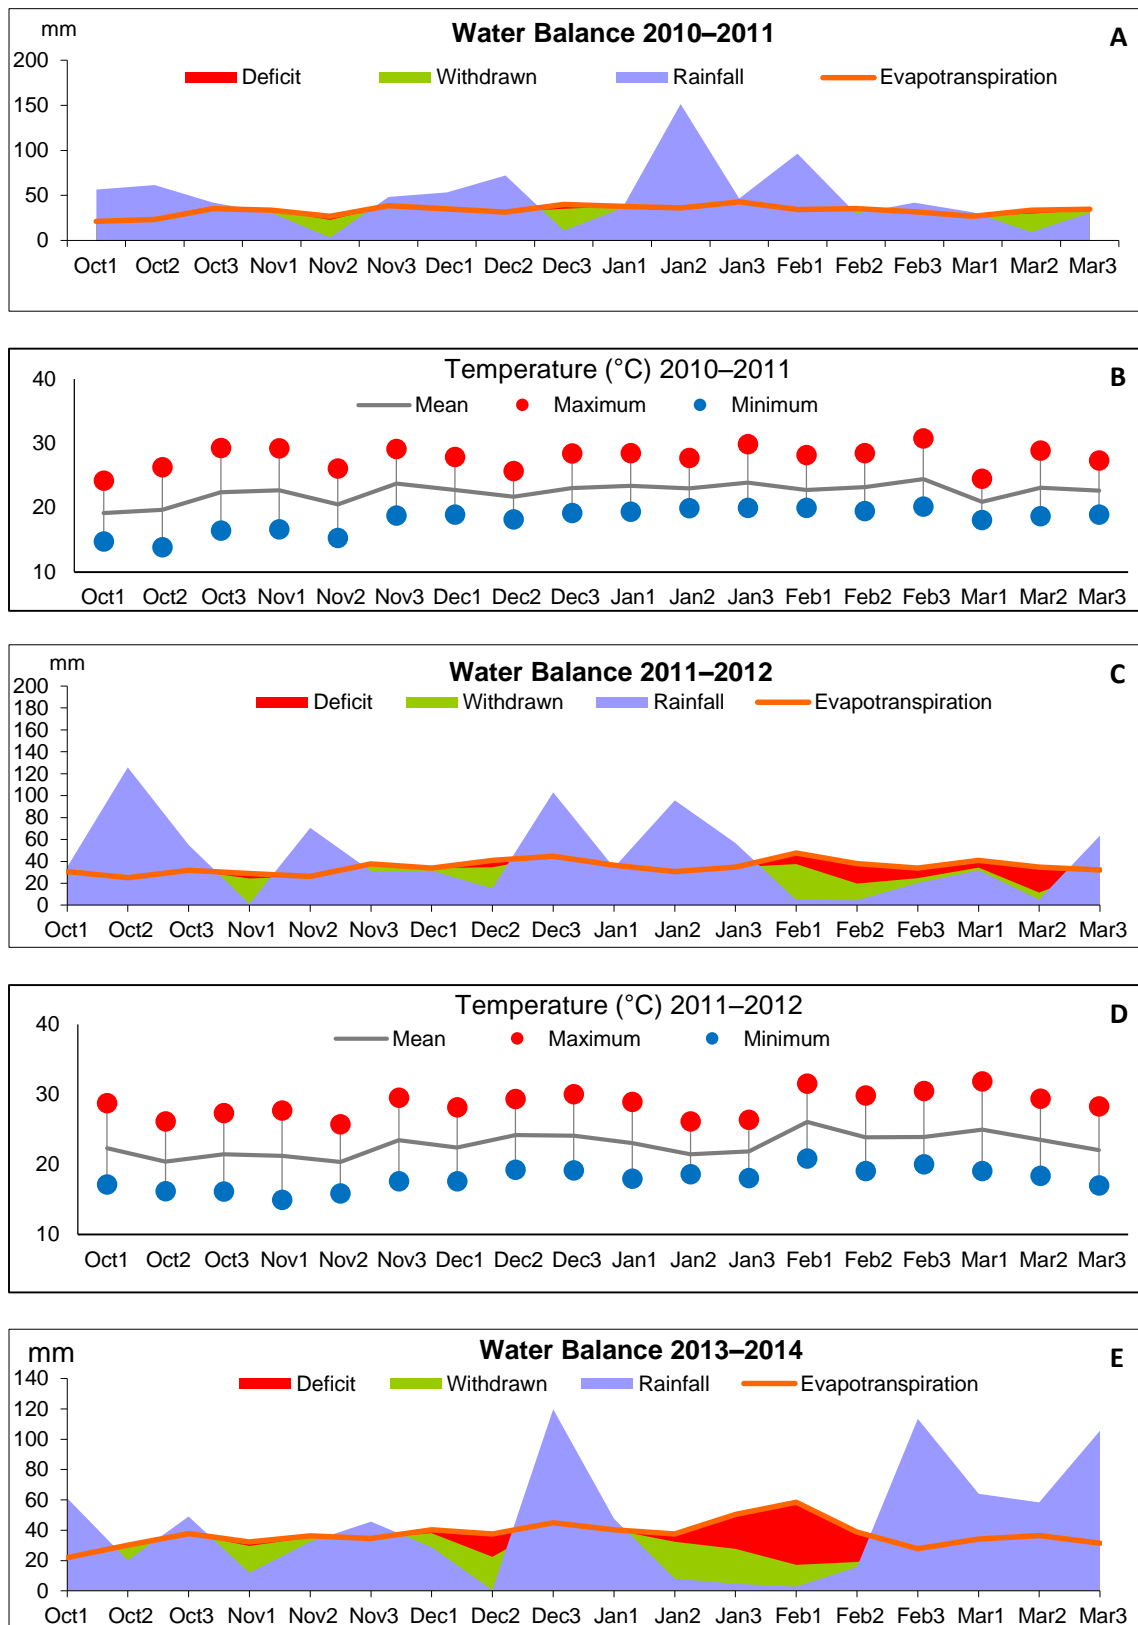 mm
Water Balance 2010–2011
A
200
Deficit Withdrawn Rainfall Evapotranspiration
150
100
50
0
Oct1 Oct2 Oct3 Nov1 Nov2 Nov3 Dec1 Dec2 Dec3 Jan1 Jan2 Jan3 Feb1 Feb2 Feb3 Mar1 Mar2 Mar3
Temperature (°C) 2010–2011
B
40
Mean Maximum Minimum
30
20
10
Oct1 Oct2 Oct3 Nov1 Nov2 Nov3 Dec1 Dec2 Dec3 Jan1 Jan2 Jan3 Feb1 Feb2 Feb3 Mar1 Mar2 Mar3
mm
Water Balance 2011–2012
C
200
Deficit Withdrawn Rainfall Evapotranspiration
180
160
140
120
100
80
60
40
20
0
Oct1 Oct2 Oct3 Nov1 Nov2 Nov3 Dec1 Dec2 Dec3 Jan1 Jan2 Jan3 Feb1 Feb2 Feb3 Mar1 Mar2 Mar3
Temperature (°C) 2011–2012
D
40
Mean Maximum Minimum
30
20
10
Oct1 Oct2 Oct3 Nov1 Nov2 Nov3 Dec1 Dec2 Dec3 Jan1 Jan2 Jan3 Feb1 Feb2 Feb3 Mar1 Mar2 Mar3
mm
Water Balance 2013–2014
E
140
Deficit Withdrawn Rainfall Evapotranspiration
120
100
80
60
40
20
0
Oct1 Oct2 Oct3 Nov1 Nov2 Nov3 Dec1 Dec2 Dec3 Jan1 Jan2 Jan3 Feb1 Feb2 Feb3 Mar1 Mar2 Mar3